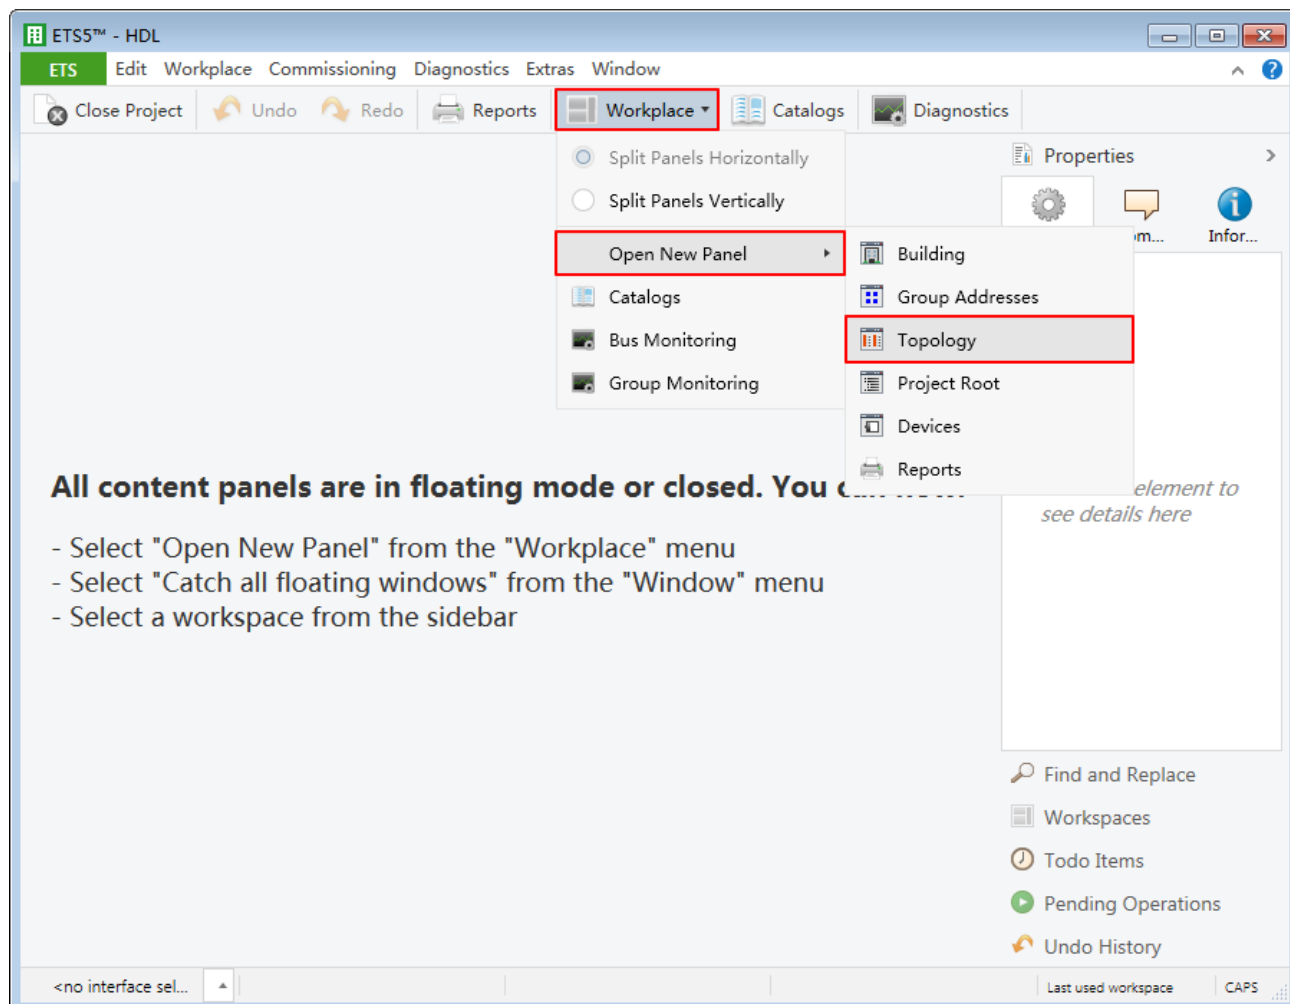 ETS5™ - HDL
ETS Edit Workplace Commissioning Diagnostics Extras Window
Close Project Undo Redo Reports Workplace Catalogs Diagnostics
Split Panels Horizontally
Split Panels Vertically
Open New Panel
Catalogs
Bus Monitoring
Group Monitoring
Building
Group Addresses
Topology
Project Root
Devices
Reports
Properties
m... Infor...
element to
see details here
All content panels are in floating mode or closed. You
- Select "Open New Panel" from the "Workplace" menu
- Select "Catch all floating windows" from the "Window" menu
- Select a workspace from the sidebar
Find and Replace
Workspaces
Todo Items
Pending Operations
Undo History
<no interface sel... Last used workspace CAPS